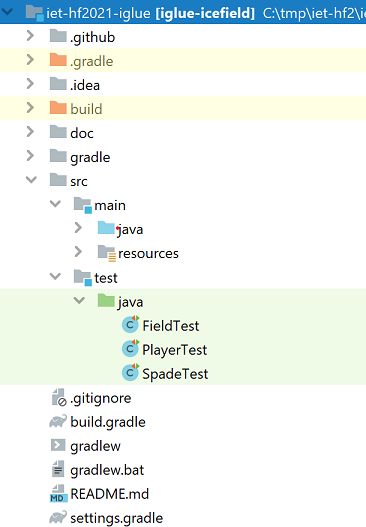 iet-hf2021-iglue [iglue-icefield] C:\tmp\iet-hf2\i
.github
.gradle
.idea
build
doc
gradle
src
main
java
resources
test
java
FieldTest
PlayerTest
SpadeTest
.gitignore
build.gradle
gradlew
gradlew.bat
MD README.md
settings.gradle